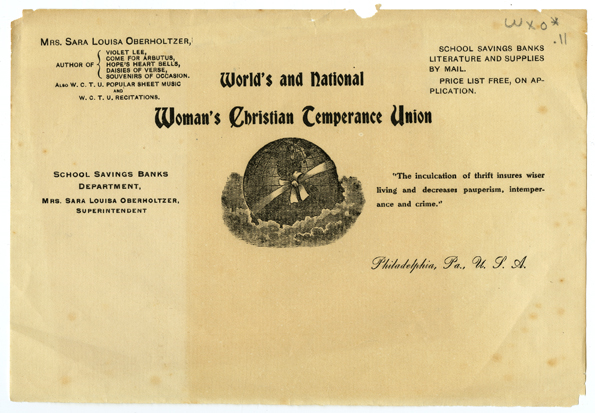 MRS. SARA LOUISA OBERHOLTZER,
AUTHOR OF
VIOLET LEE,
COME FOR ARBUTUS,
HOPE'S HEART BELLS,
DAISIES OF VERSE,
SOUVENIRS OF OCCASION.
ALSO W. C. T. U. POPULAR SHEET MUSIC
AND
W. C. T. U. RECITATIONS.
WXO*
.11
SCHOOL SAVINGS BANKS
LITERATURE AND SUPPLIES
BY MAIL.
PRICE LIST FREE, ON AP-
PLICATION.
World's and National
Woman's Christian Temperance Union
SCHOOL SAVINGS BANKS
DEPARTMENT,
MRS. SARA LOUISA OBERHOLTZER,
SUPERINTENDENT
"The inculcation of thrift insures wiser
living and decreases pauperism, intemper-
ance and crime."
Philadelphia, Pa., U. S. A.